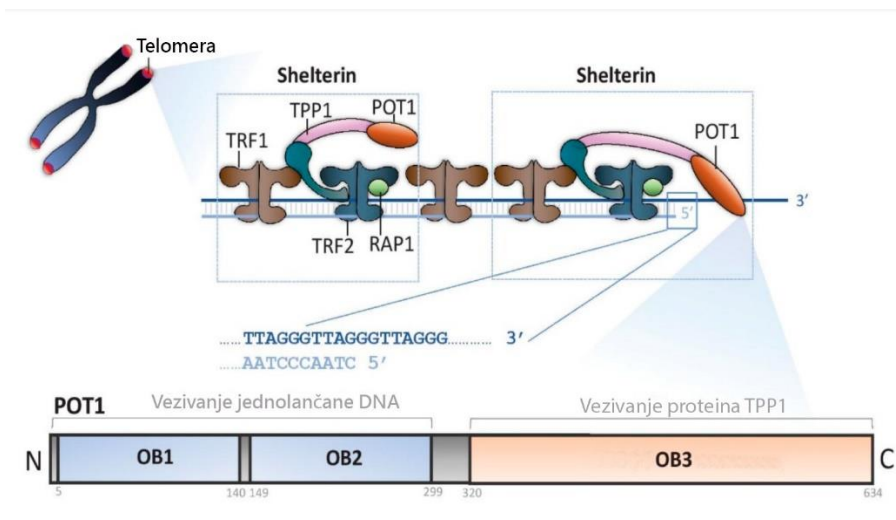 Telomera
Shelterin
Shelterin
TPP1
POT1
TRF1
POT1
3′
5′
TRF2
RAP1
......TTAGGGTTAGGGTTAGGG........... 3′
......AATCCCAATC 5′
POT1
Vezivanje jednolančane DNA
Vezivanje proteina TPP1
N
OB1
OB2
OB3
C
5
140
149
299
320
634